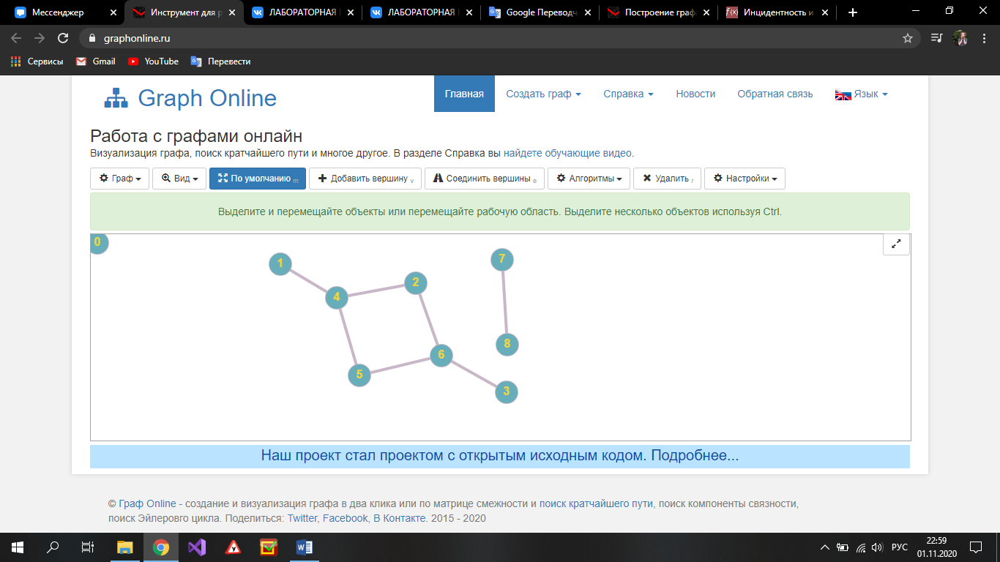 Мессенджер
Инструмент для р
ЛАБОРАТОРНАЯ
ЛАБОРАТОРНАЯ
Google Переводч
Построение граф
Инцидентность и
graphonline.ru
Сервисы Gmail YouTube Перевести
Graph Online
Главная Создать граф Справка Новости Обратная связь Язык
Работа с графами онлайн
Визуализация графа, поиск кратчайшего пути и многое другое. В разделе Справка вы найдете обучающие видео.
Граф Вид По умолчанию m Добавить вершину v Соединить вершины e Алгоритмы Удалить r Настройки
Выделите и перемещайте объекты или перемещайте рабочую область. Выделите несколько объектов используя Ctrl.
0
1
7
2
4
8
6
5
3
Наш проект стал проектом с открытым исходным кодом. Подробнее...
© Граф Online - создание и визуализация графа в два клика или по матрице смежности и поиск кратчайшего пути, поиск компоненты связности,
поиск Эйлерового цикла. Поделиться: Twitter, Facebook, В Контакте. 2015 - 2020
РУС
22:59
01.11.2020